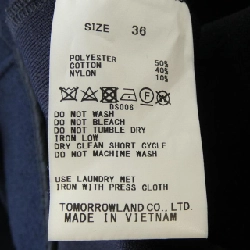 SIZE 36
POLYESTER 50%
COTTON 40%
NYLON 10%
DS006
DO NOT WASH
DO NOT BLEACH
DO NOT TUMBLE DRY
IRON LOW
DRY CLEAN SHORT CYCLE
DO NOT MACHINE WASH
USE LAUNDRY NET
IRON WITH PRESS CLOTH
TOMORROWLAND CO., LTD.
MADE IN VIETNAM